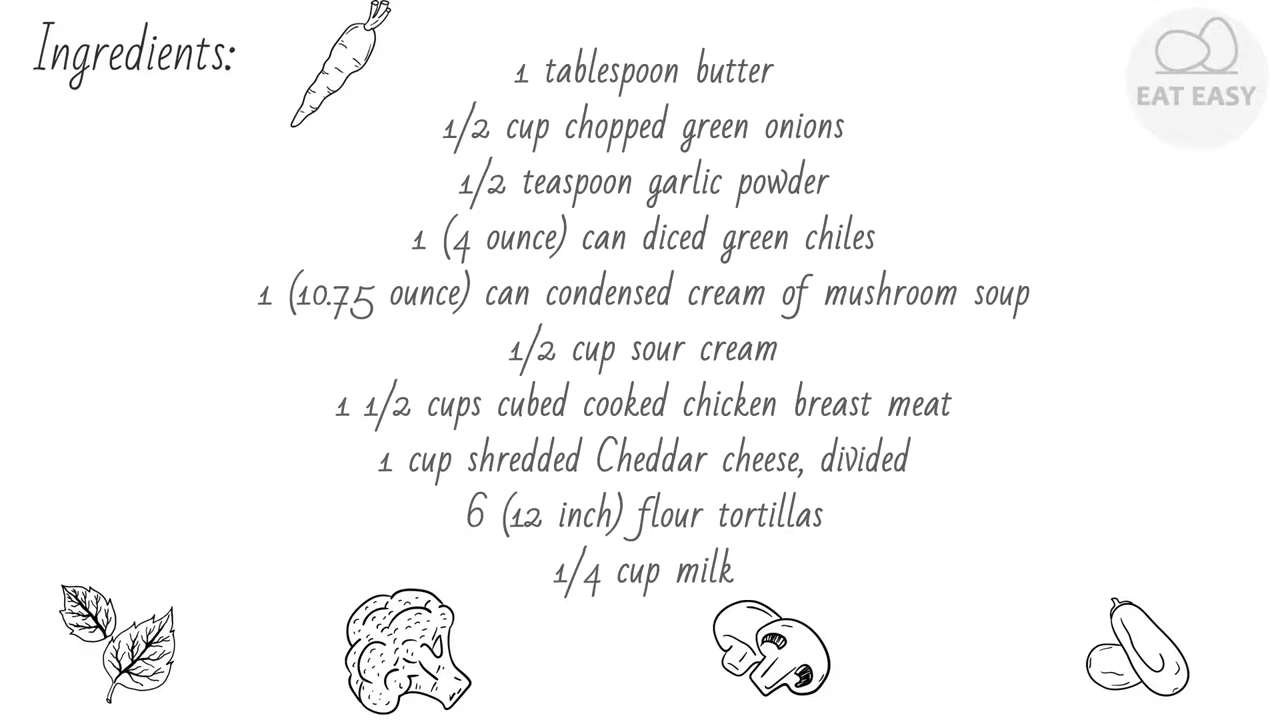 Ingredients:
1 tablespoon butter
1/2 cup chopped green onions
1/2 teaspoon garlic powder
1 (4 ounce) can diced green chiles
1 (10.75 ounce) can condensed cream of mushroom soup
1/2 cup sour cream
1 1/2 cups cubed cooked chicken breast meat
1 cup shredded Cheddar cheese, divided
6 (12 inch) flour tortillas
1/4 cup milk
EAT EASY